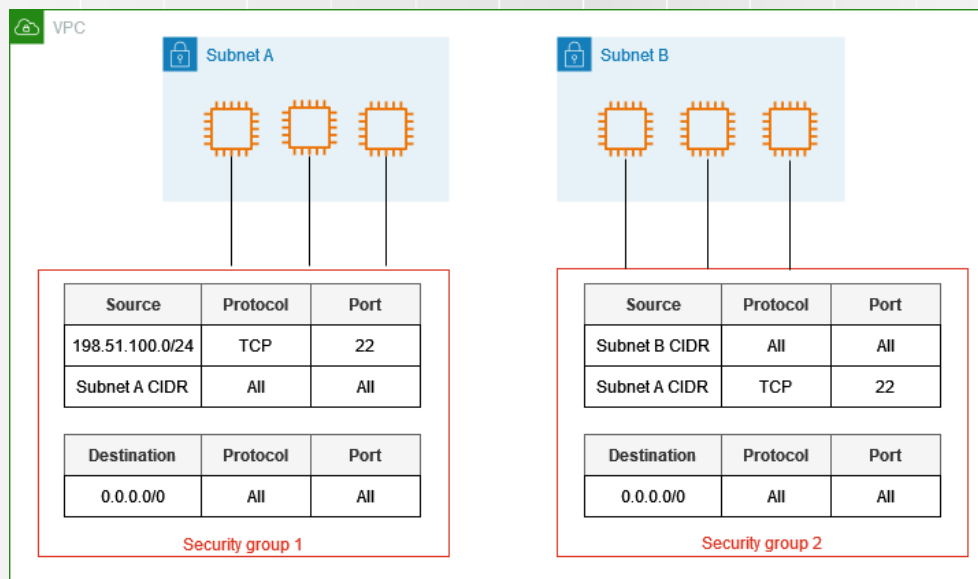 VPC
Subnet A
Subnet B
Source Protocol Port
198.51.100.0/24 TCP 22
Subnet A CIDR All All
Destination Protocol Port
0.0.0.0/0 All All
Security group 1
Source Protocol Port
Subnet B CIDR All All
Subnet A CIDR TCP 22
Destination Protocol Port
0.0.0.0/0 All All
Security group 2